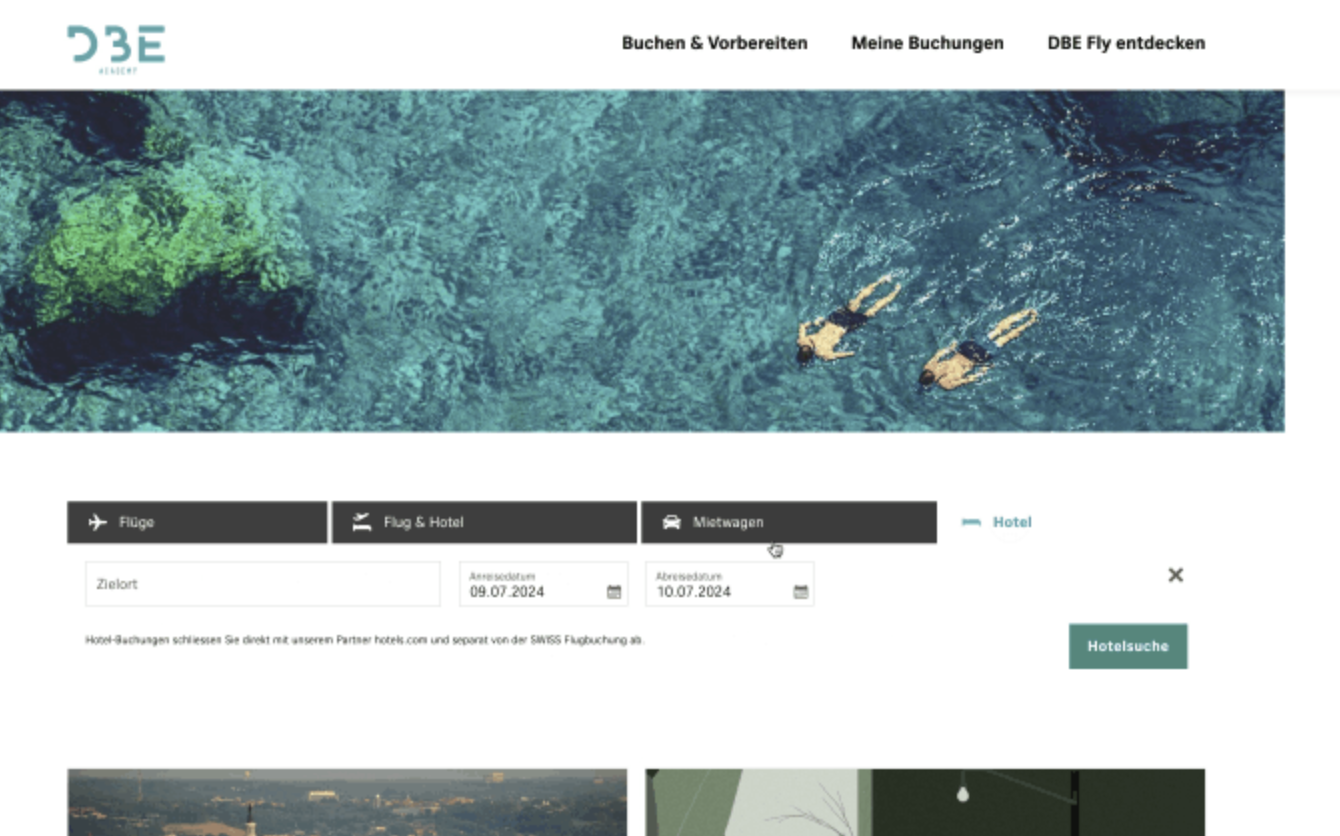 DBE
ACADEMY
Buchen & Vorbereiten
Meine Buchungen
DBE Fly entdecken
Flüge
Flug & Hotel
Mietwagen
Hotel
Zielort
Anreisedatum
09.07.2024
Abreisedatum
10.07.2024
Hotel-Buchungen schliessen Sie direkt mit unserem Partner hotels.com und separat von der SWISS Flugbuchung ab.
Hotelsuche